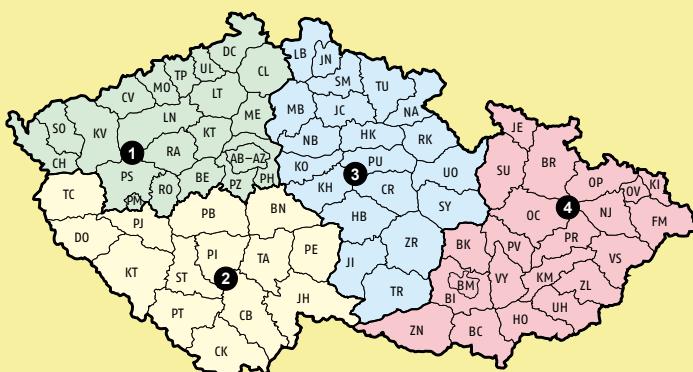 DC
LB
JN
UL
TP
CL
SM
TU
MO
CV
LT
MB
JC
NA
LN
ME
SO
KV
KT
HK
RK
JE
NB
CH
1
RA
AB–AZ
KO
PU
3
UO
SU
BR
PS
RO
BE
PZ
PH
KH
CR
OP
OV
KI
TC
PM
PB
BN
HB
SY
OC
4
NJ
FM
PJ
DO
PI
TA
PE
ZR
BK
PV
PR
VS
KT
ST
2
JI
BM
VY
KM
ZL
PT
CB
JH
TR
BI
UH
HO
CK
ZN
BC